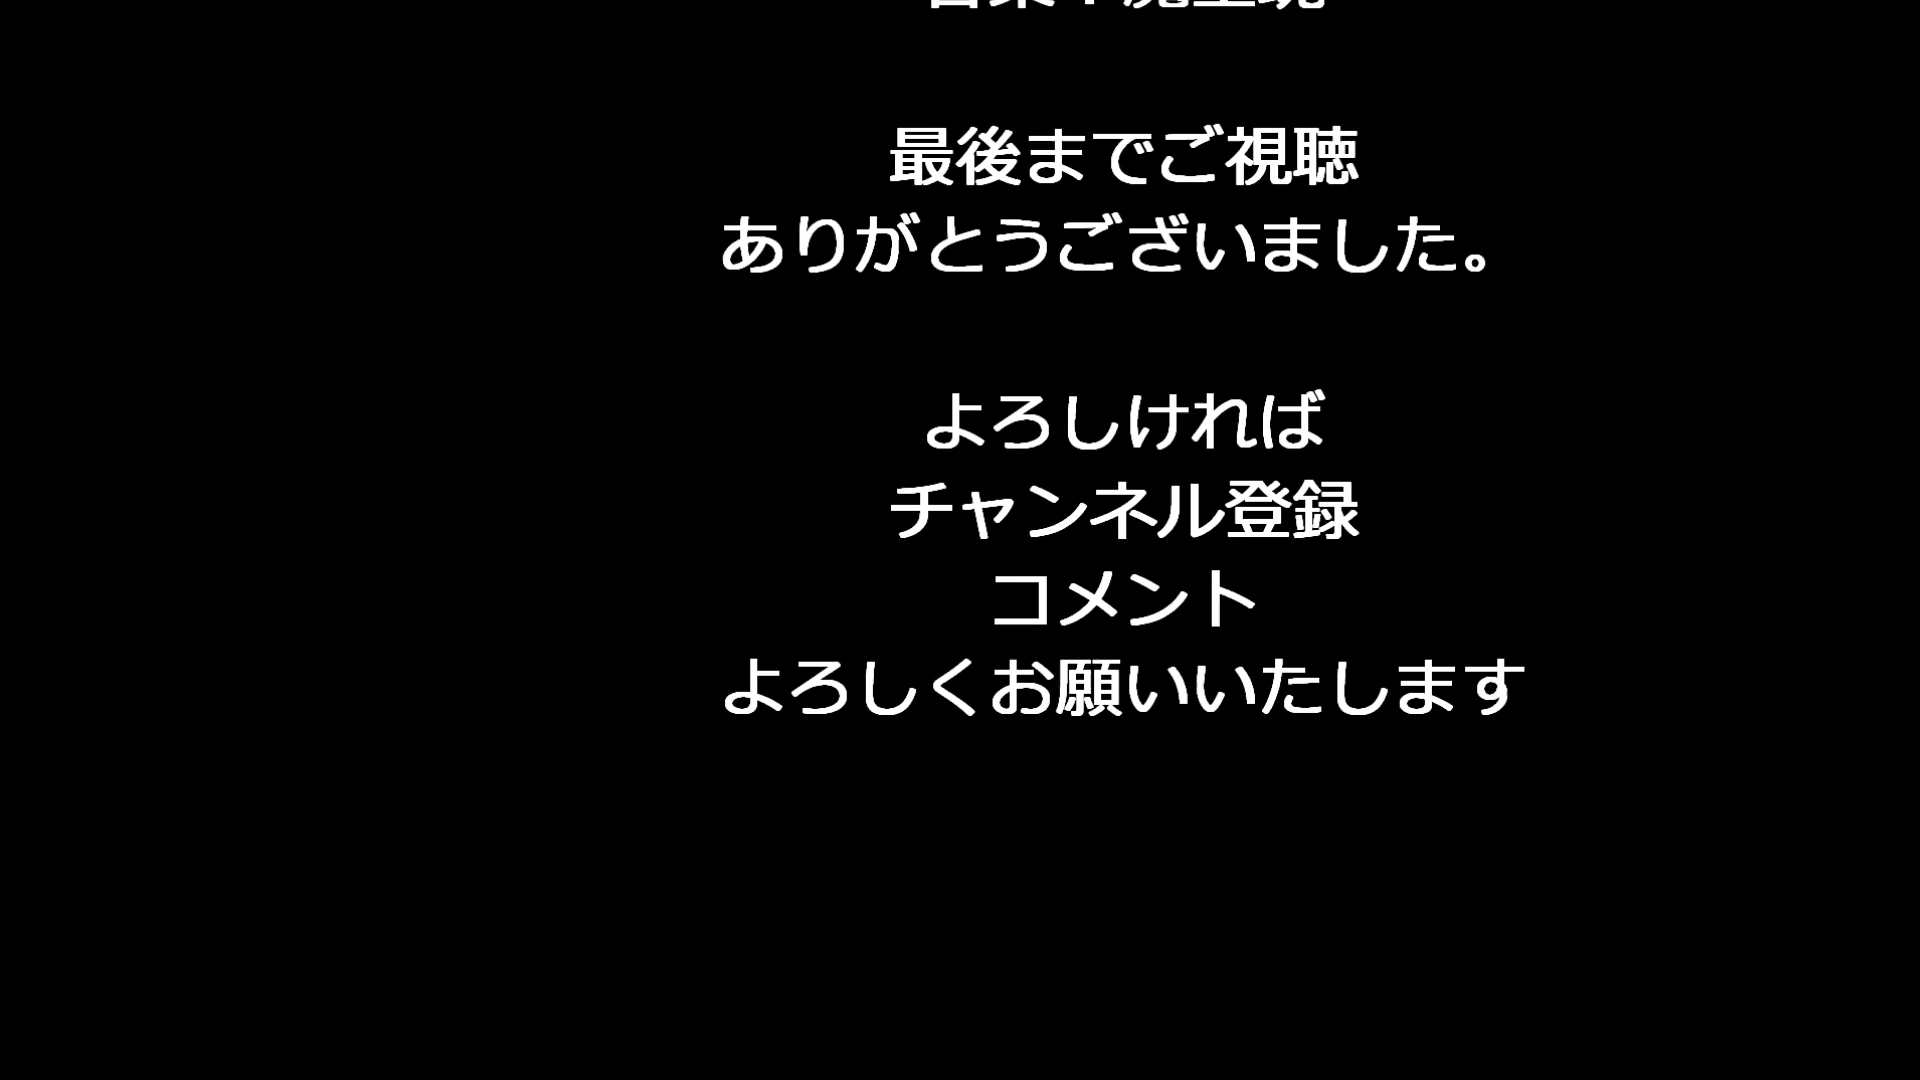 最後までご視聴
ありがとうございました。
よろしければ
チャンネル登録
コメント
よろしくお願いいたします